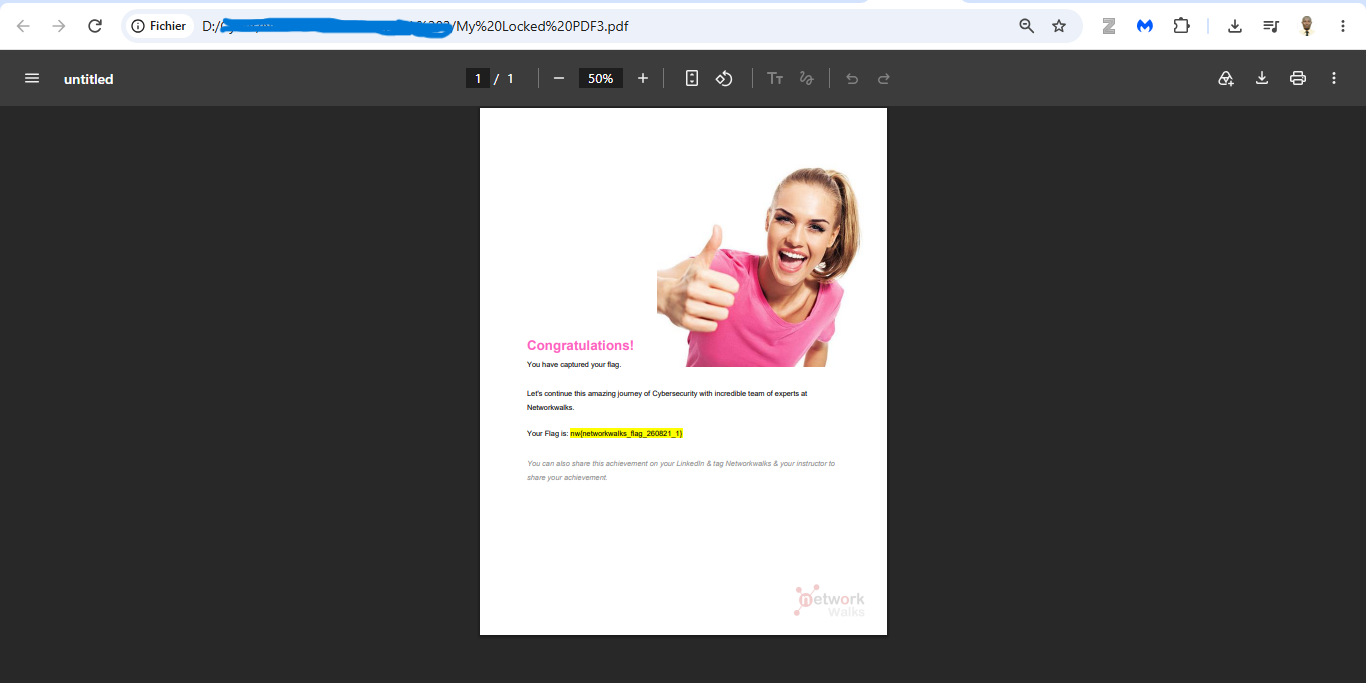 Fichier
D:/
/My%20Locked%20PDF3.pdf
untitled
1 / 1
50%
Congratulations!
You have captured your flag.
Let's continue this amazing journey of Cybersecurity with incredible team of experts at
Networkwalks.
Your Flag is: nw{networkwalks_flag_260821_1}
You can also share this achievement on your LinkedIn & tag Networkwalks & your instructor to
share your achievement.
network
Walks